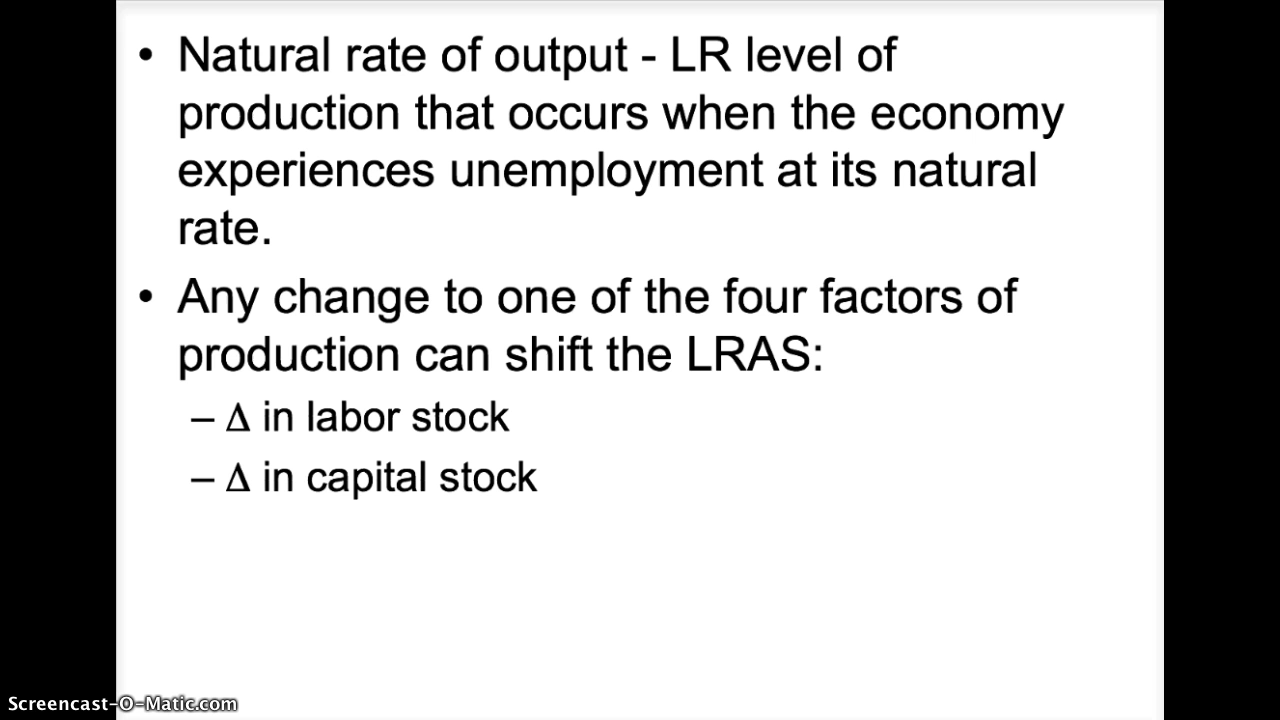 • Natural rate of output - LR level of
production that occurs when the economy
experiences unemployment at its natural
rate.
• Any change to one of the four factors of
production can shift the LRAS:
– Δ in labor stock
– Δ in capital stock
Screencast-O-Matic.com